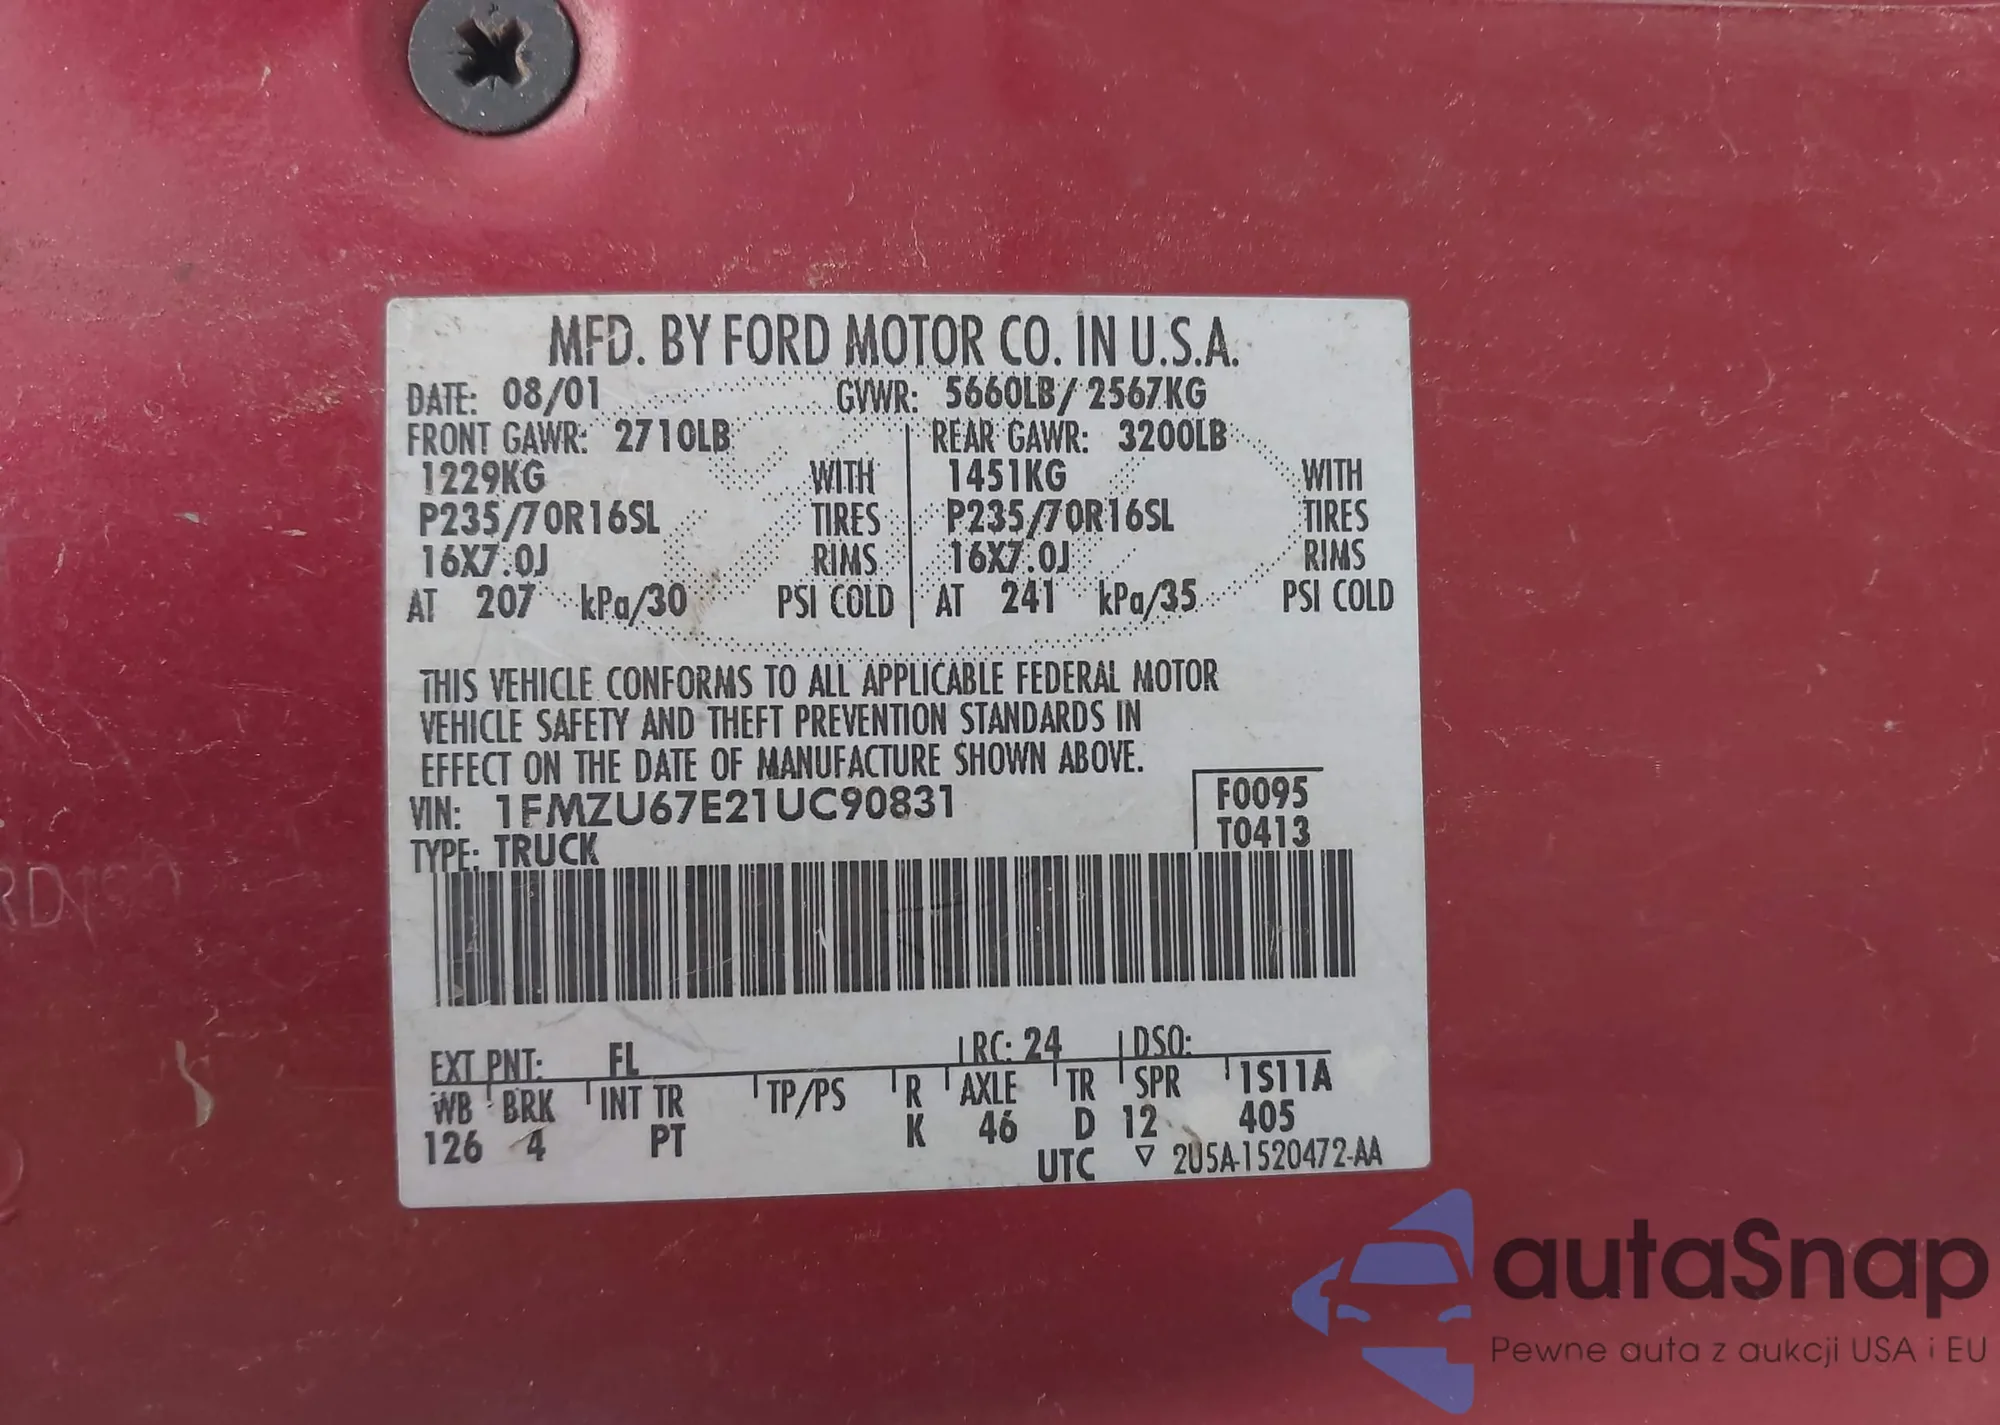 MFD. BY FORD MOTOR CO. IN U.S.A.
DATE: 08/01 GVWR: 5660LB/2567KG
FRONT GAWR: 2710LB REAR GAWR: 3200LB
1229KG WITH 1451KG WITH
P235/70R16SL TIRES P235/70R16SL TIRES
16X7.0J RIMS 16X7.0J RIMS
AT 207 kPa/30 PSI COLD AT 241 kPa/35 PSI COLD
THIS VEHICLE CONFORMS TO ALL APPLICABLE FEDERAL MOTOR
VEHICLE SAFETY AND THEFT PREVENTION STANDARDS IN
EFFECT ON THE DATE OF MANUFACTURE SHOWN ABOVE.
VIN: 1FMZU67E21UC90831 F0095
TYPE: TRUCK T0413
EXT PNT: FL RC: 24 DSO:
WB BRK INT TR TP/PS R AXLE TR SPR 1S11A
126 4 PT K 46 D 12 405
UTC ▽ 2U5A-1520472-AA
autaSnap
Pewne auta z aukcji USA i EU